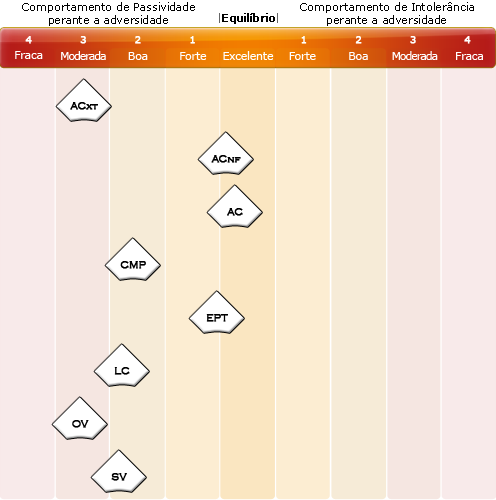 Comportamento de Passividade
perante a adversidade
|Equilíbrio|
Comportamento de Intolerância
perante a adversidade
4 3 2 1 1 2 3 4
Fraca Moderada Boa Forte Excelente Forte Boa Moderada Fraca
ACXT
ACNF
AC
CMP
EPT
LC
OV
SV